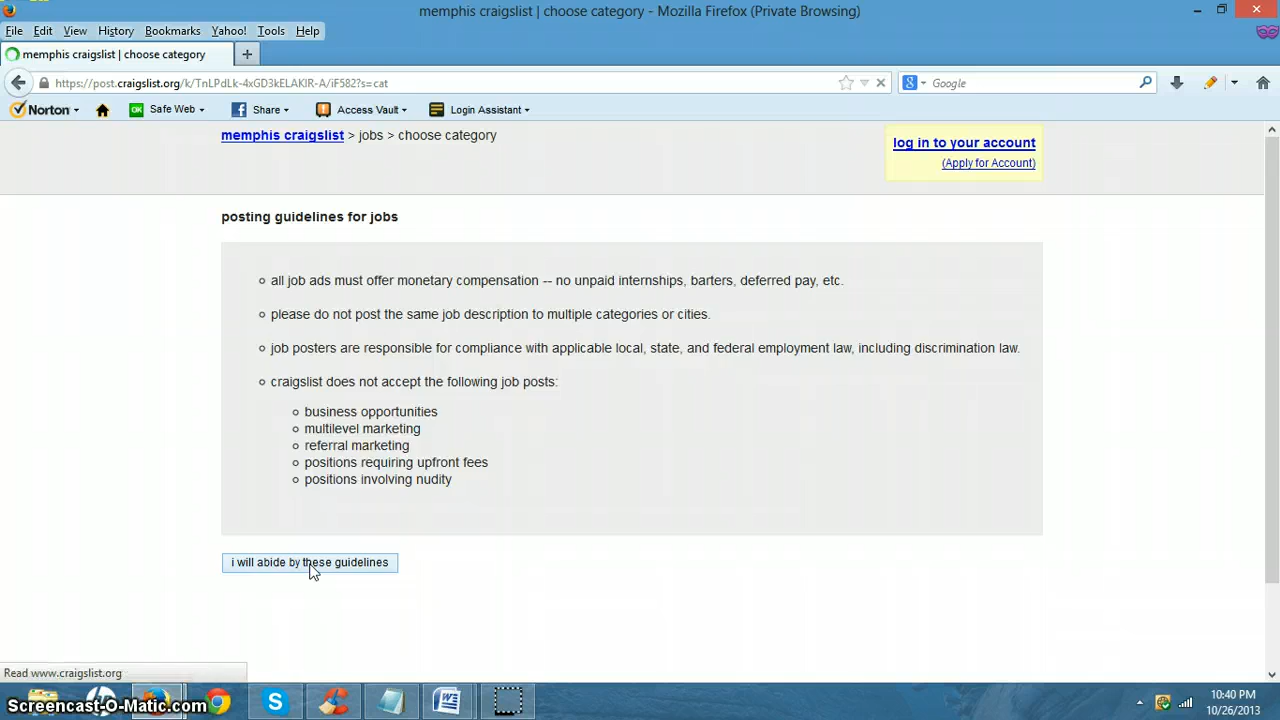 memphis craigslist | choose category - Mozilla Firefox (Private Browsing)
File Edit View History Bookmarks Yahoo! Tools Help
memphis craigslist | choose category
https://post.craigslist.org/k/TnLPdLk-4xGD3kELAKIR-A/iF582?s=cat
Google
Norton Safe Web Share Access Vault Login Assistant
memphis craigslist > jobs > choose category
log in to your account
(Apply for Account)
posting guidelines for jobs
all job ads must offer monetary compensation -- no unpaid internships, barters, deferred pay, etc.
please do not post the same job description to multiple categories or cities.
job posters are responsible for compliance with applicable local, state, and federal employment law, including discrimination law.
craigslist does not accept the following job posts:
business opportunities
multilevel marketing
referral marketing
positions requiring upfront fees
positions involving nudity
i will abide by these guidelines
Read www.craigslist.org
Screencast-O-Matic.com
10:40 PM
10/26/2013